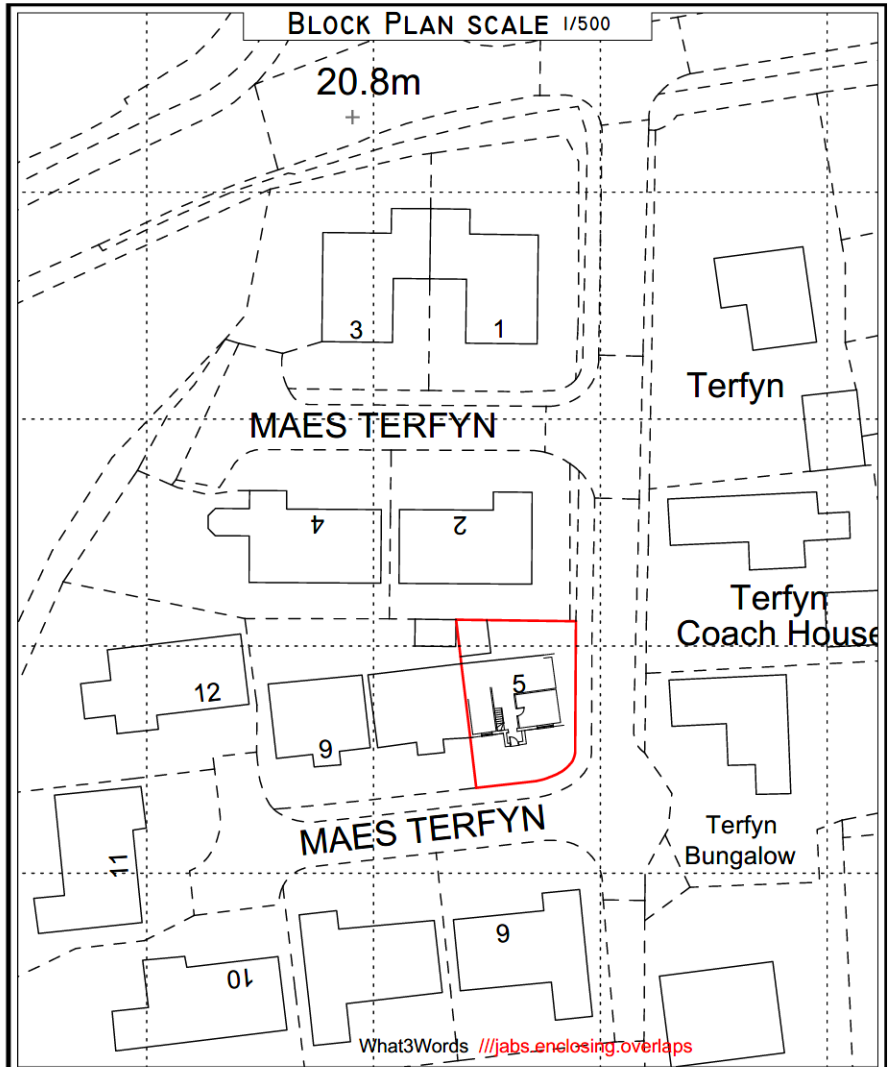 BLOCK PLAN SCALE 1/500
20.8m
3
1
Terfyn
MAES TERFYN
4
2
Terfyn
Coach House
5
12
9
MAES TERFYN
Terfyn
Bungalow
11
6
10
What3Words ///jabs.enclosing.overlaps